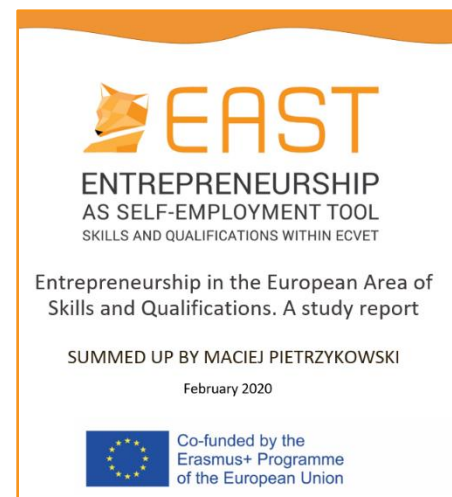 EAST
ENTREPRENEURSHIP
AS SELF-EMPLOYMENT TOOL
SKILLS AND QUALIFICATIONS WITHIN ECVET
Entrepreneurship in the European Area of
Skills and Qualifications. A study report
SUMMED UP BY MACIEJ PIETRZYKOWSKI
February 2020
Co-funded by the
Erasmus+ Programme
of the European Union